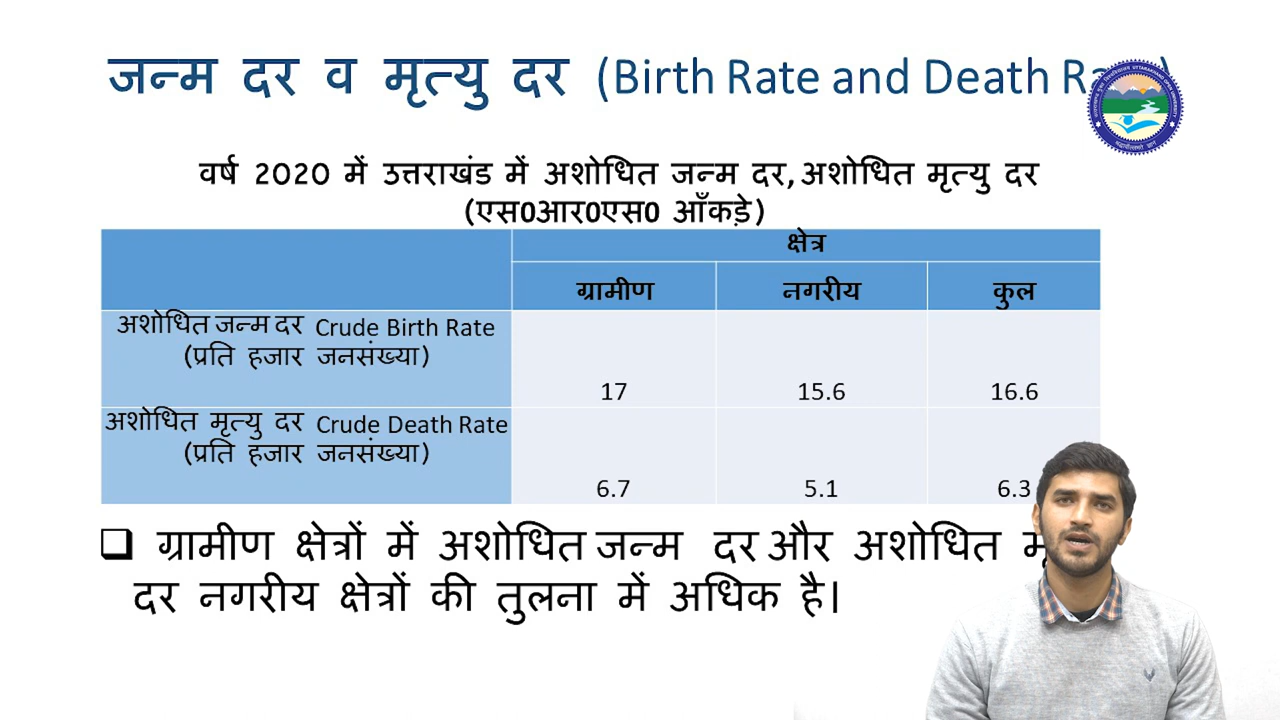 जन्म दर व मृत्यु दर (Birth Rate and Death
वर्ष 2020 में उत्तराखंड में अशोधित जन्म दर,अशोधित मृत्यु दर
(एस0आर0एस0 आँकड़े)
क्षेत्र
ग्रामीण नगरीय कुल
अशोधित जन्म दर Crude Birth Rate
(प्रति हजार जनसंख्या)
17 15.6 16.6
अशोधित मृत्यु दर Crude Death Rate
(प्रति हजार जनसंख्या)
6.7 5.1 6.3
❑ ग्रामीण क्षेत्रों में अशोधित जन्म दर और अशोधित
दर नगरीय क्षेत्रों की तुलना में अधिक है।